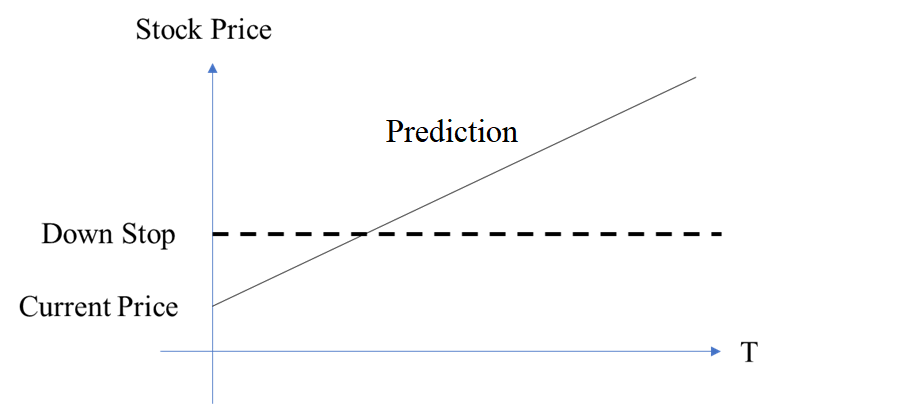 Stock Price
Prediction
Down Stop
Current Price
T